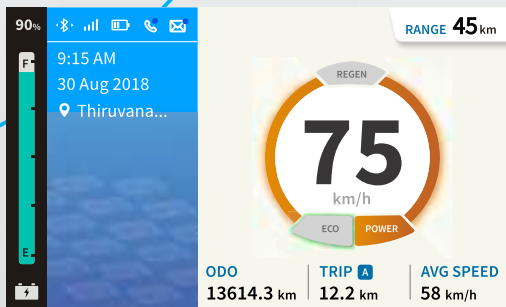 90%
F
E
9:15 AM
30 Aug 2018
Thiruvana...
RANGE 45 km
REGEN
75
km/h
ECO POWER
ODO
13614.3 km
TRIP A
12.2 km
AVG SPEED
58 km/h